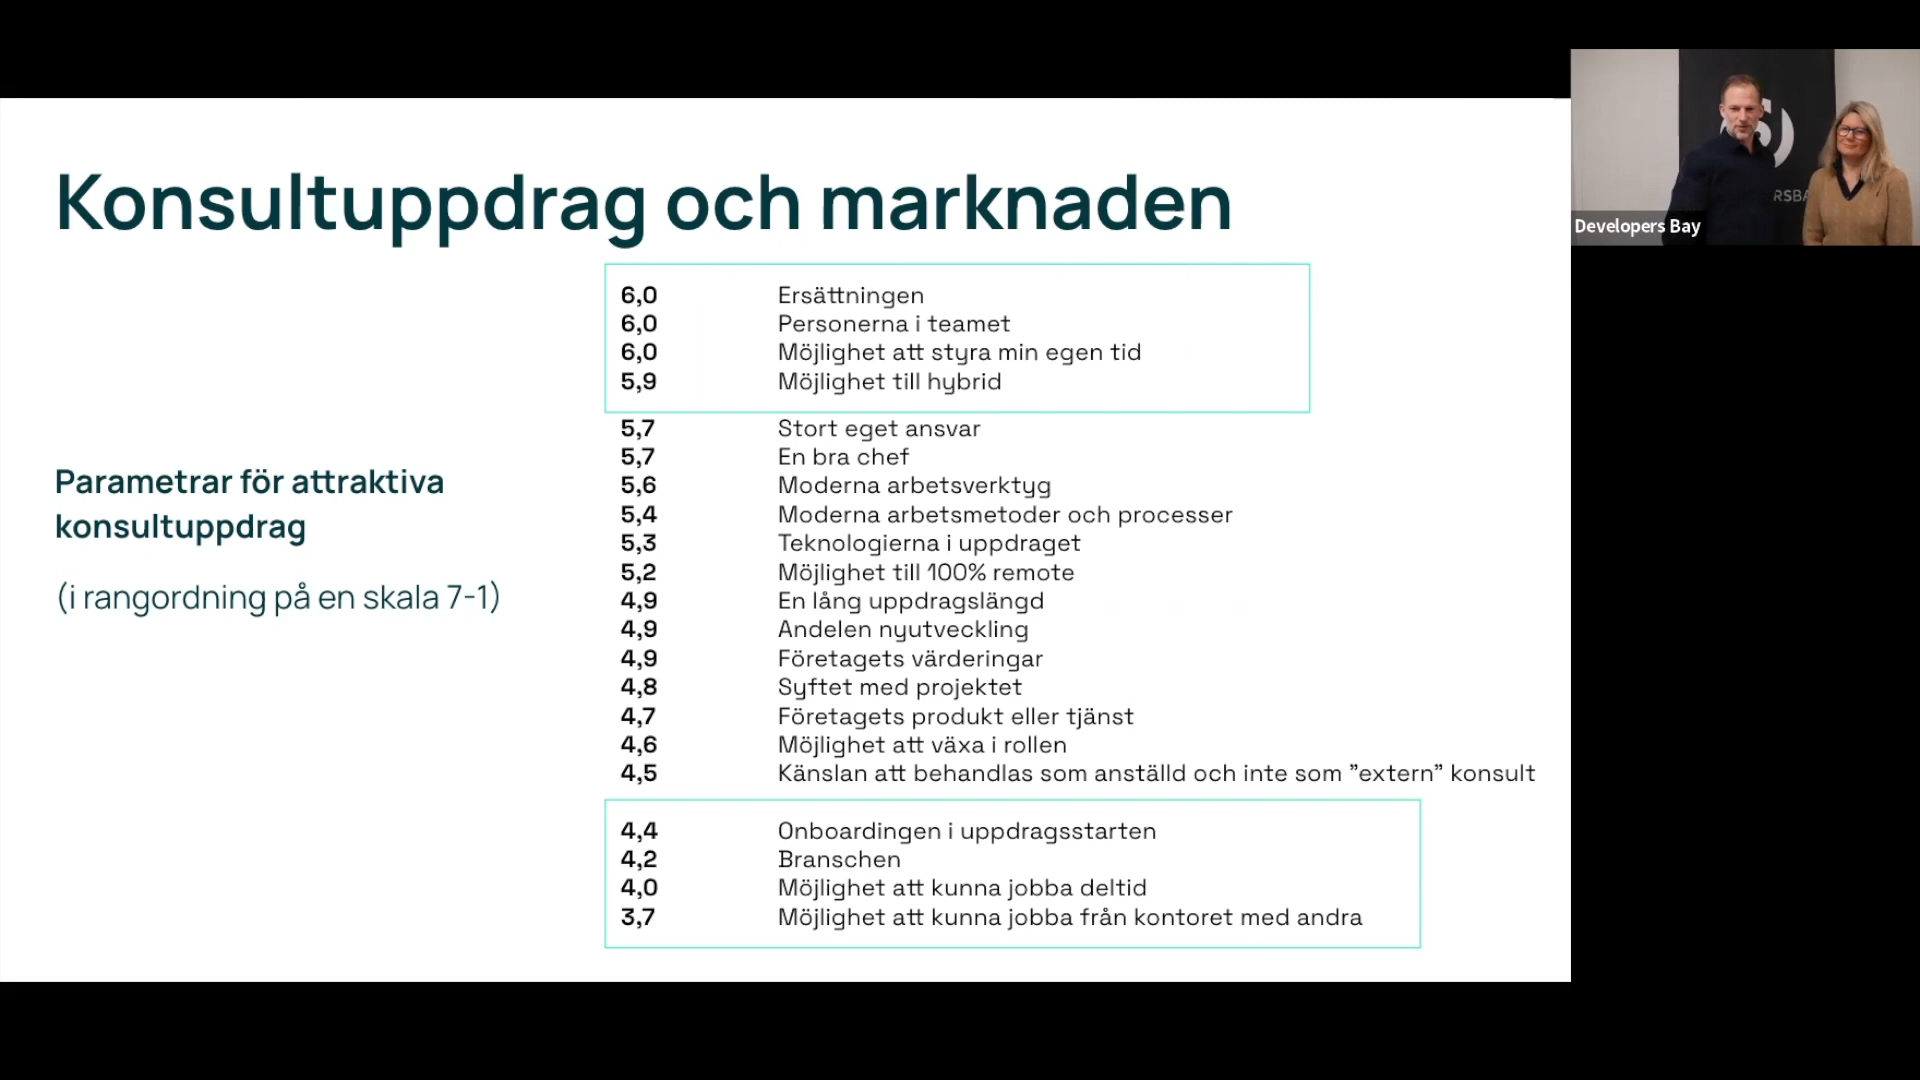 Konsultuppdrag och marknaden
Parametrar för attraktiva
konsultuppdrag
(i rangordning på en skala 7-1)
6,0 Ersättningen
6,0 Personerna i teamet
6,0 Möjlighet att styra min egen tid
5,9 Möjlighet till hybrid
5,7 Stort eget ansvar
5,7 En bra chef
5,6 Moderna arbetsverktyg
5,4 Moderna arbetsmetoder och processer
5,3 Teknologierna i uppdraget
5,2 Möjlighet till 100% remote
4,9 En lång uppdragslängd
4,9 Andelen nyutveckling
4,9 Företagets värderingar
4,8 Syftet med projektet
4,7 Företagets produkt eller tjänst
4,6 Möjlighet att växa i rollen
4,5 Känslan att behandlas som anställd och inte som ”extern” konsult
4,4 Onboardingen i uppdragsstarten
4,2 Branschen
4,0 Möjlighet att kunna jobba deltid
3,7 Möjlighet att kunna jobba från kontoret med andra
Developers Bay